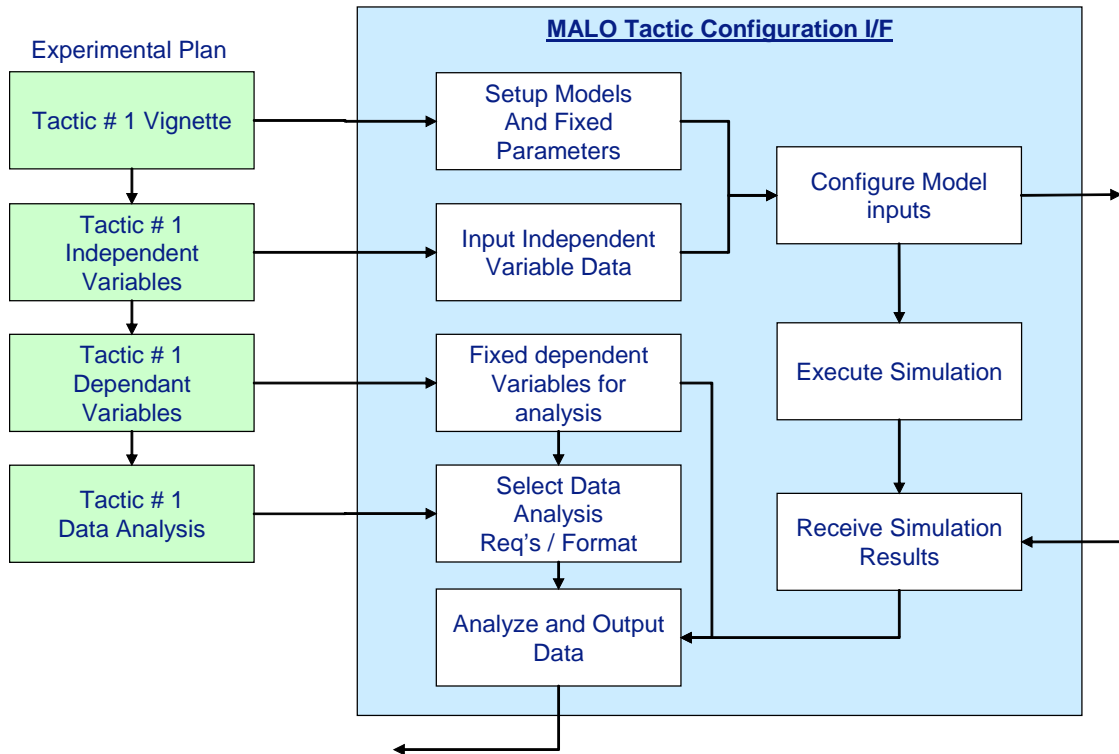 MALO Tactic Configuration I/F
Experimental Plan
Tactic # 1 Vignette
Tactic # 1
Independent
Variables
Tactic # 1
Dependant
Variables
Tactic # 1
Data Analysis
Setup Models
And Fixed
Parameters
Input Independent
Variable Data
Fixed dependent
Variables for
analysis
Select Data
Analysis
Req's / Format
Analyze and Output
Data
Configure Model
inputs
Execute Simulation
Receive Simulation
Results